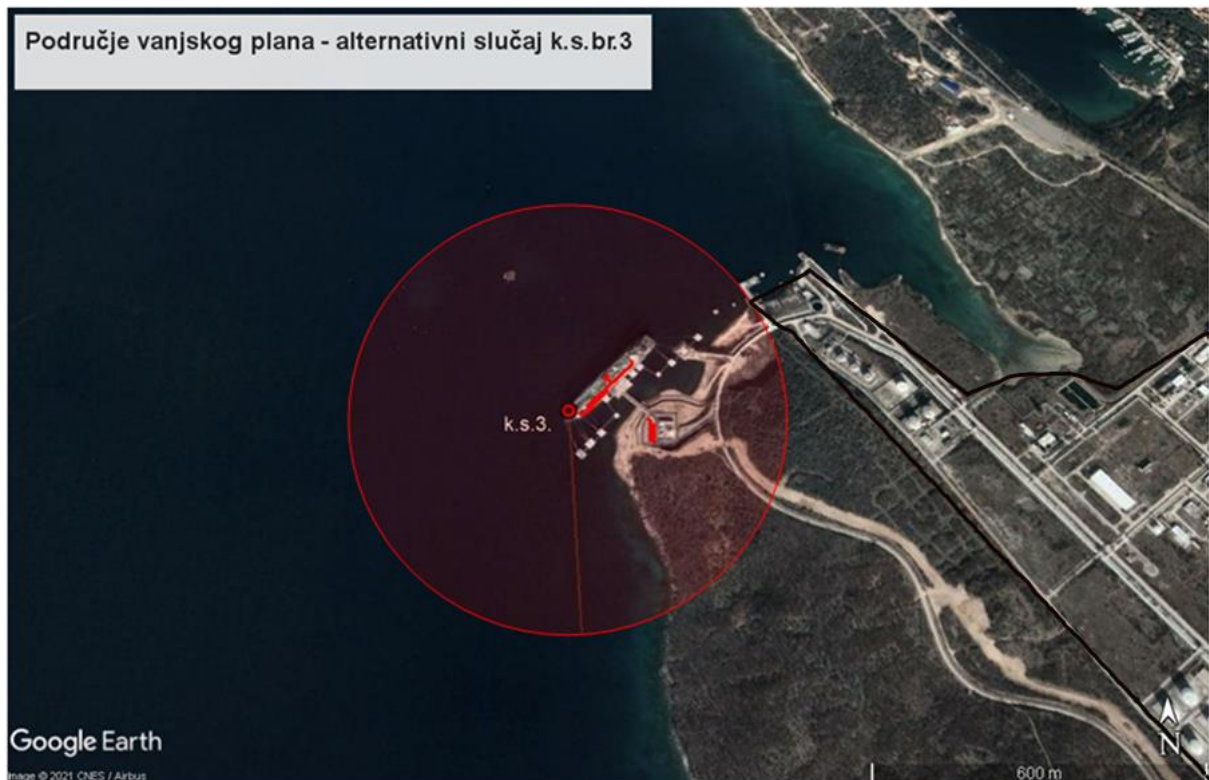 Područje vanjskog plana - alternativni slučaj k.s.br.3
k.s.3.
Google Earth
Image © 2021 CNES / Airbus
N
600 m